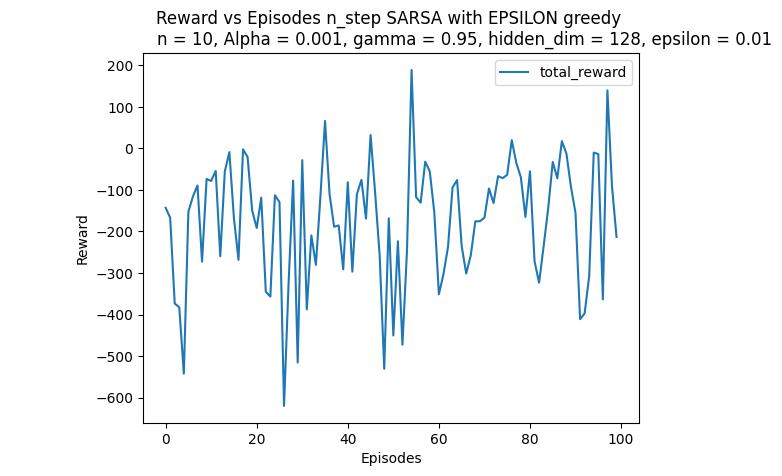 Reward vs Episodes n_step SARSA with EPSILON greedy
n = 10, Alpha = 0.001, gamma = 0.95, hidden_dim = 128, epsilon = 0.01
total_reward
200
100
0
−100
−200
−300
−400
−500
−600
Reward
0 20 40 60 80 100
Episodes